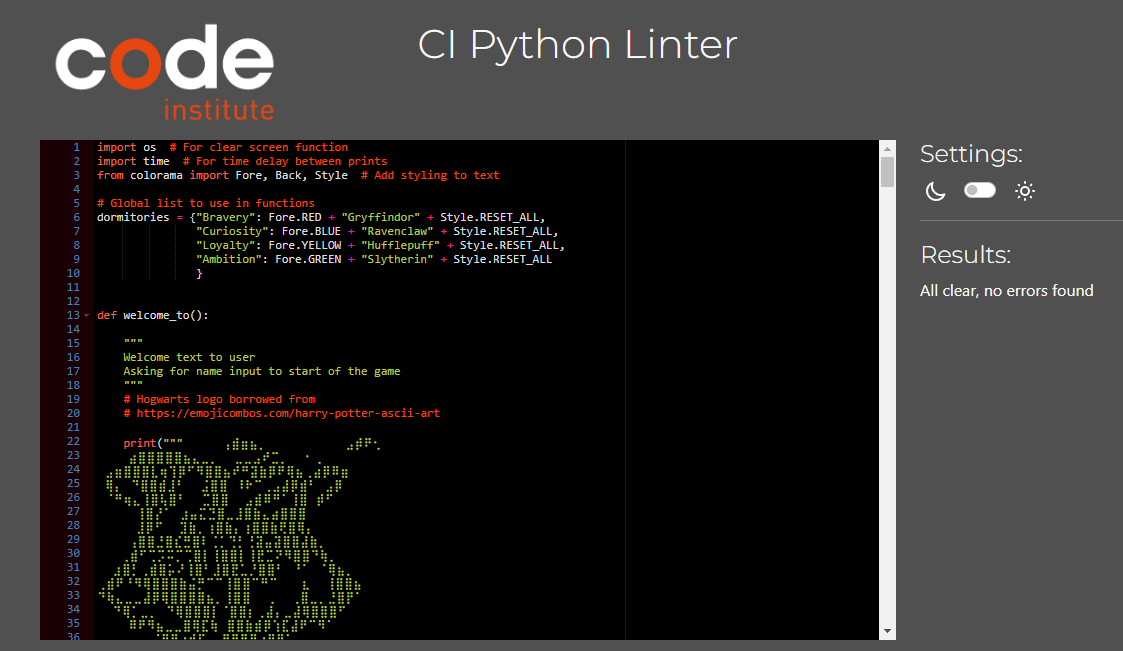 code
institute
CI Python Linter
1 import os  # For clear screen function
2 import time  # For time delay between prints
3 from colorama import Fore, Back, Style  # Add styling to text
4
5 # Global list to use in functions
6 dormitories = {"Bravery": Fore.RED + "Gryffindor" + Style.RESET_ALL,
7                "Curiosity": Fore.BLUE + "Ravenclaw" + Style.RESET_ALL,
8                "Loyalty": Fore.YELLOW + "Hufflepuff" + Style.RESET_ALL,
9                "Ambition": Fore.GREEN + "Slytherin" + Style.RESET_ALL
10                }
11
12
13 def welcome_to():
14
15     """
16     Welcome text to user
17     Asking for name input to start of the game
18     """
19     # Hogwarts logo borrowed from
20     # https://emojicombos.com/harry-potter-ascii-art
21
22     print("""
23
24
25
26
27
28
29
30
31
32
33
34
35
36
Settings:
Results:
All clear, no errors found